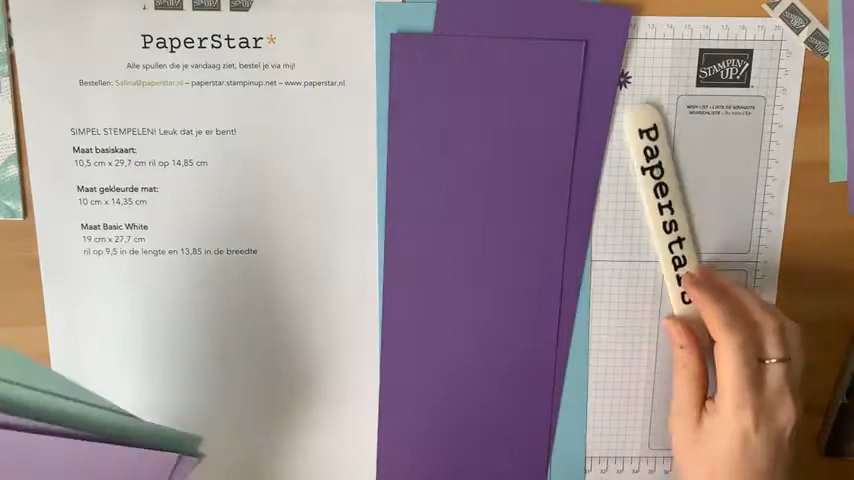 PaperStar*
Alle spullen die je vandaag ziet, bestel je via mij!
Bestellen: Salina@paperstar.nl – paperstar.stampinup.net – www.paperstar.nl
SIMPEL STEMPELEN! Leuk dat je er bent!
Maat basiskaart:
10,5 cm x 29,7 cm ril op 14,85 cm
Maat gekleurde mat:
10 cm x 14,35 cm
Maat Basic White
19 cm x 27,7 cm
ril op 9,5 in de lengte en 13,85 in de breedte
STAMPIN' UP!
Paperstar